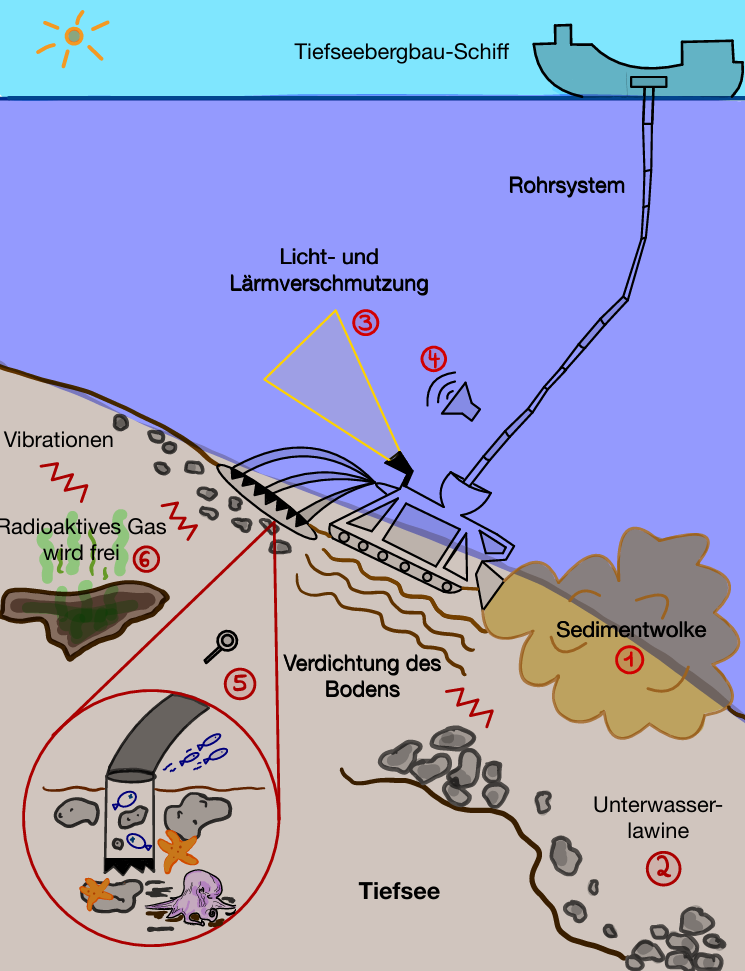 Tiefseebergbau-Schiff
Rohrsystem
Licht- und
Lärmverschmutzung
3
4
Vibrationen
Radioaktives Gas
wird frei
6
Sedimentwolke
1
Verdichtung des
Bodens
5
Unterwasser-
lawine
2
Tiefsee